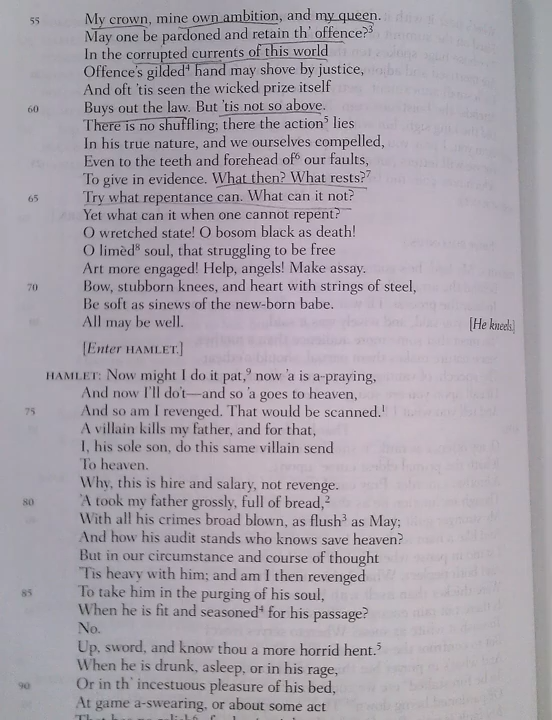 55 My crown, mine own ambition, and my queen.
May one be pardoned and retain th' offence?³
In the corrupted currents of this world
Offence's gilded⁴ hand may shove by justice,
And oft 'tis seen the wicked prize itself
60 Buys out the law. But 'tis not so above.
There is no shuffling; there the action⁵ lies
In his true nature, and we ourselves compelled,
Even to the teeth and forehead of⁶ our faults,
To give in evidence. What then? What rests?⁷
65 Try what repentance can. What can it not?
Yet what can it when one cannot repent?
O wretched state! O bosom black as death!
O limèd⁸ soul, that struggling to be free
Art more engaged! Help, angels! Make assay.
70 Bow, stubborn knees, and heart with strings of steel,
Be soft as sinews of the new-born babe.
All may be well. [He kneels]
[Enter HAMLET.]
HAMLET: Now might I do it pat,⁹ now 'a is a-praying,
And now I'll do't—and so 'a goes to heaven,
75 And so am I revenged. That would be scanned.¹
A villain kills my father, and for that,
I, his sole son, do this same villain send
To heaven.
Why, this is hire and salary, not revenge.
80 'A took my father grossly, full of bread,²
With all his crimes broad blown, as flush³ as May;
And how his audit stands who knows save heaven?
But in our circumstance and course of thought
'Tis heavy with him; and am I then revenged
85 To take him in the purging of his soul,
When he is fit and seasoned⁴ for his passage?
No.
Up, sword, and know thou a more horrid hent.⁵
When he is drunk, asleep, or in his rage,
90 Or in th' incestuous pleasure of his bed,
At game a-swearing, or about some act